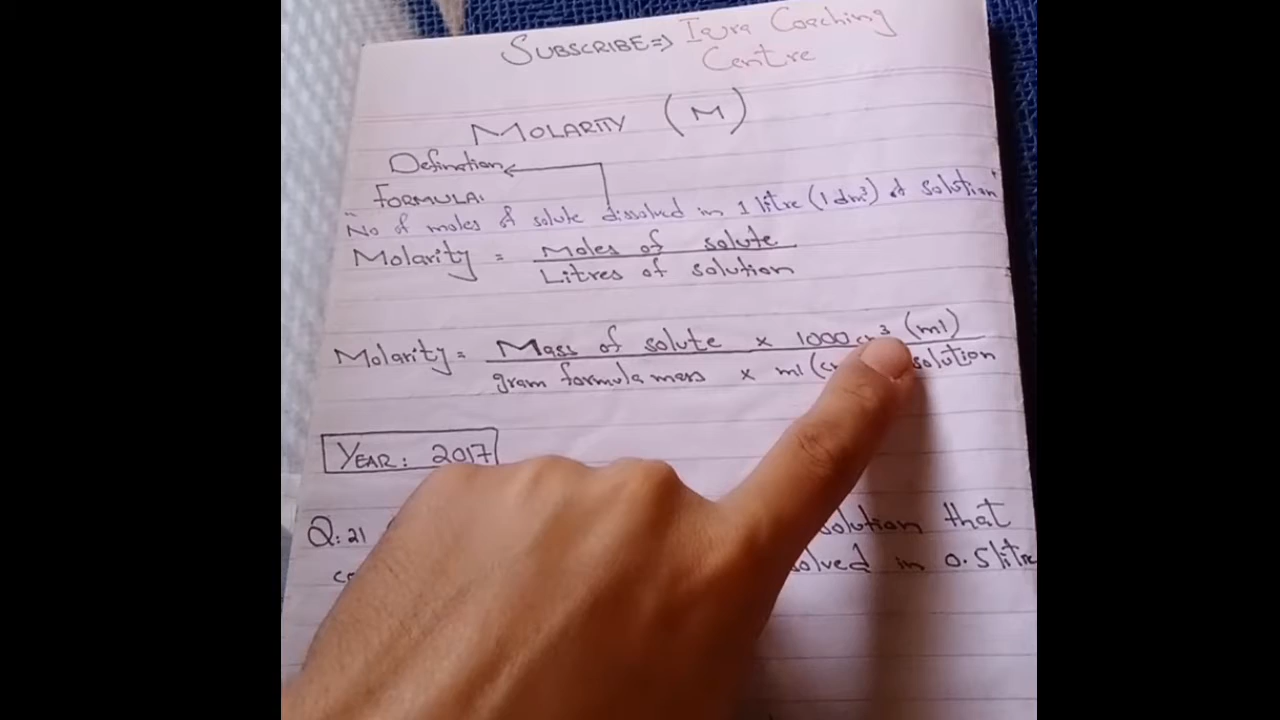 SUBSCRIBE⇒ Iqra Coaching
Centre
MOLARITY (M)
Defination
FORMULA:
"No of moles of solute dissolved in 1 litre (1 dm³) of solution"
Molarity = Moles of solute
Litres of solution
Molarity = Mass of solute x 1000 cm³ (ml)
gram formula mass x ml ( solution
YEAR: 2017
Q:21 solution that
in 0.5 litre